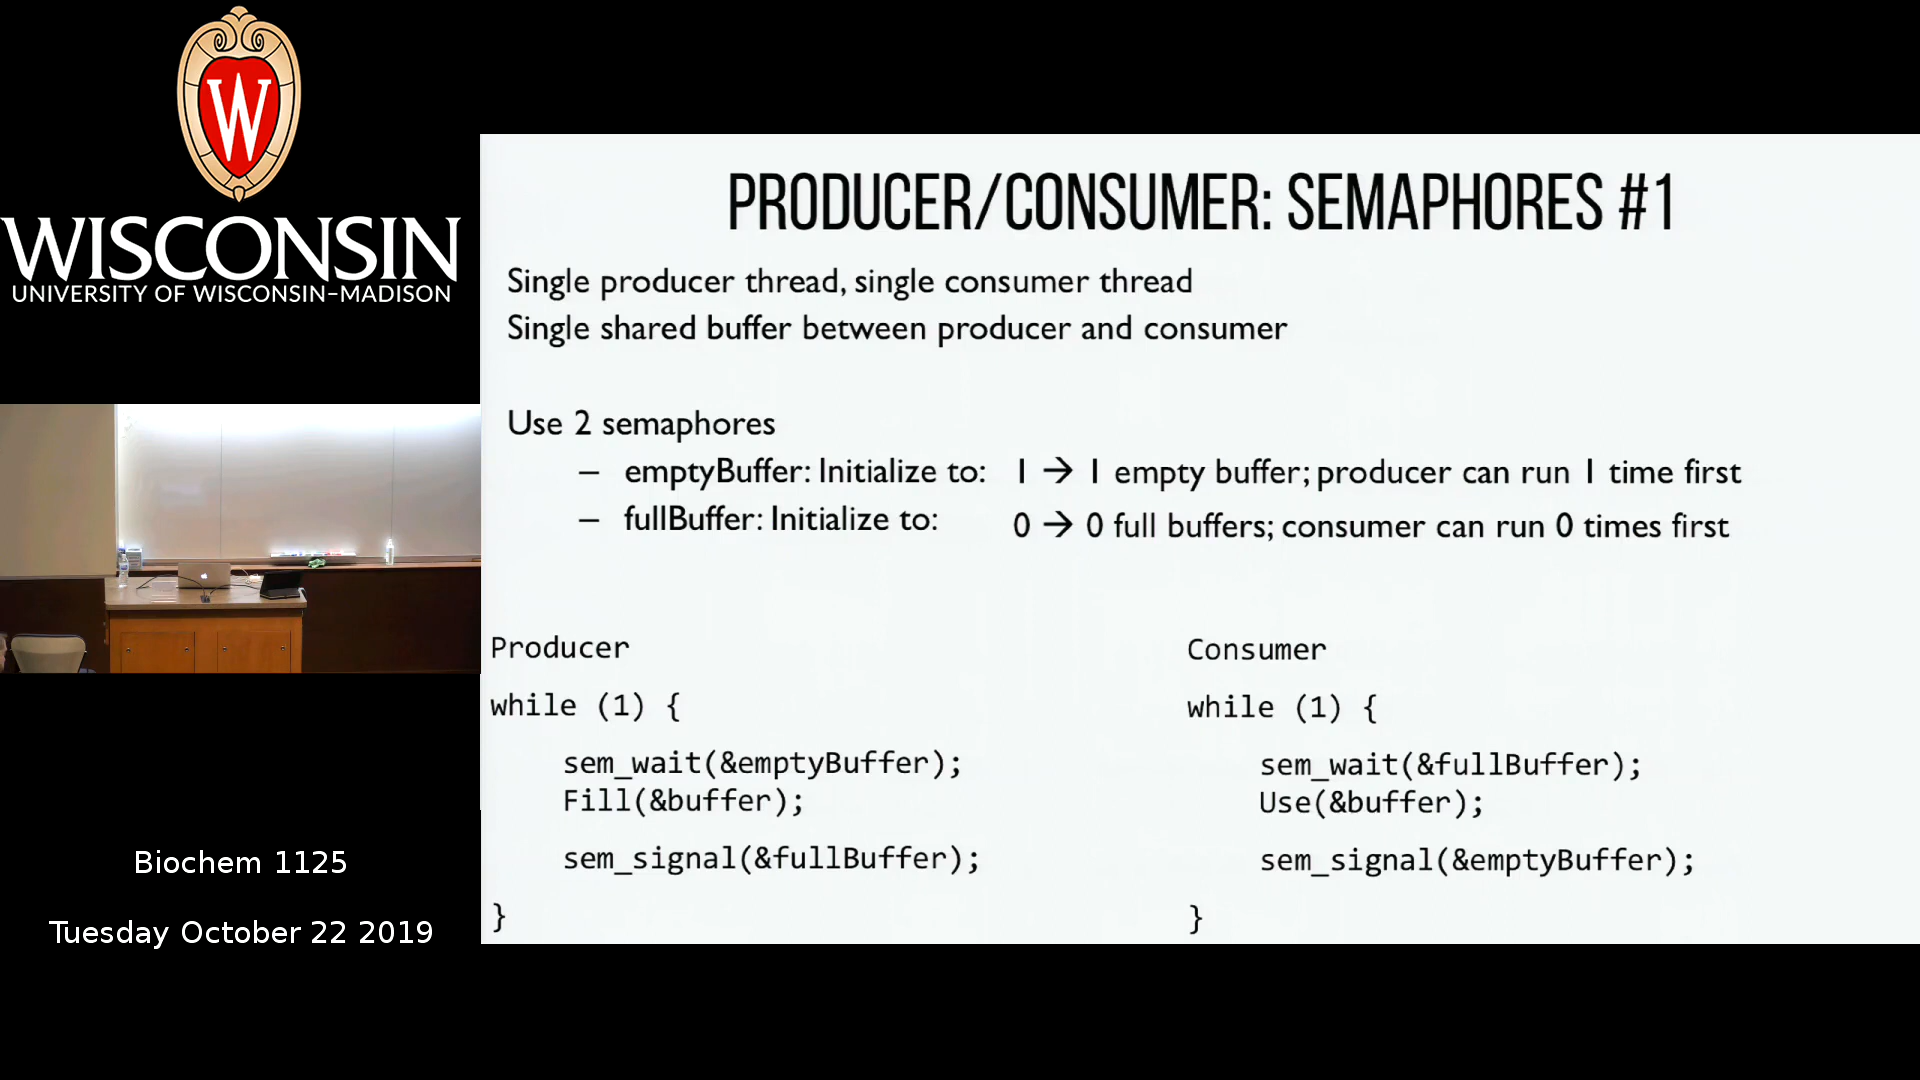 W
WISCONSIN
UNIVERSITY OF WISCONSIN–MADISON
PRODUCER/CONSUMER: SEMAPHORES #1
Single producer thread, single consumer thread
Single shared buffer between producer and consumer
Use 2 semaphores
– emptyBuffer: Initialize to: 1 → 1 empty buffer; producer can run 1 time first
– fullBuffer: Initialize to: 0 → 0 full buffers; consumer can run 0 times first
Producer
while (1) {
sem_wait(&emptyBuffer);
Fill(&buffer);
sem_signal(&fullBuffer);
}
Consumer
while (1) {
sem_wait(&fullBuffer);
Use(&buffer);
sem_signal(&emptyBuffer);
}
Biochem 1125
Tuesday October 22 2019